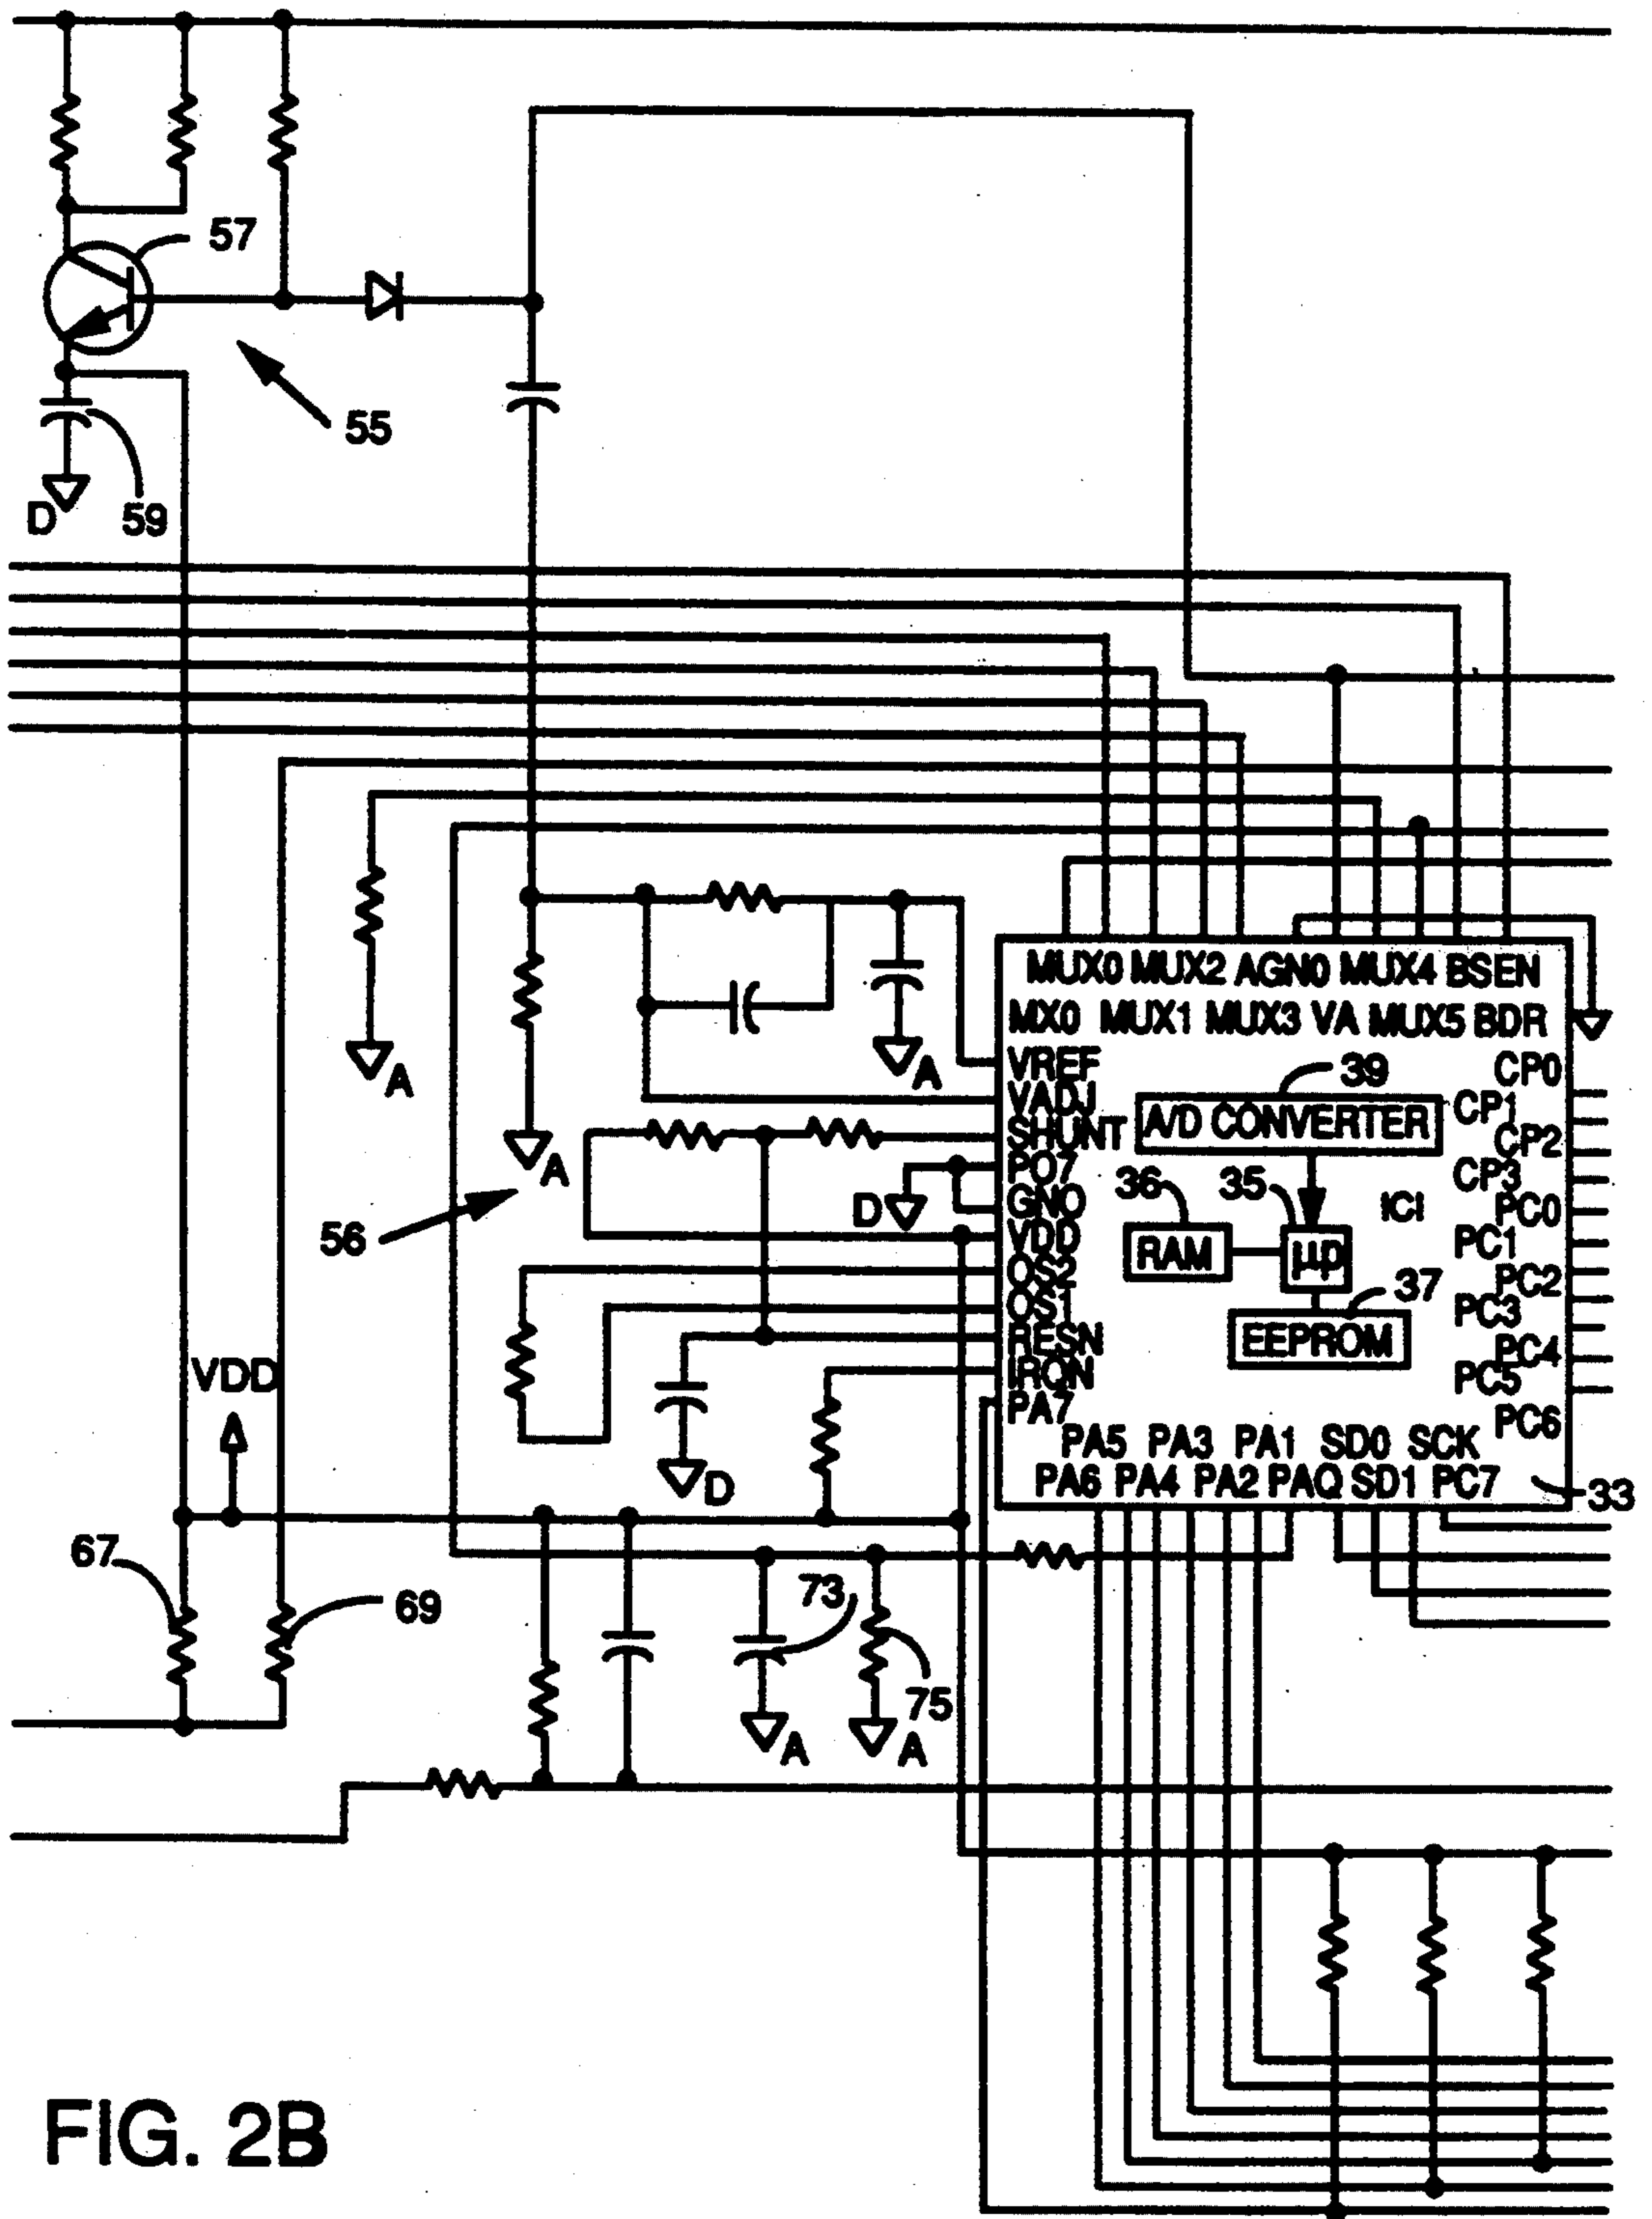 57
55
D
59
MUX0 MUX2 AGN0 MUX4 BSEN
MX0 MUX1 MUX3 VA MUX5 BDR
VREF
VADJ
SHUNT
PO7
GNO
VDD
OS2
OS1
RESN
IRQN
PA7
39
A/D CONVERTER
36
35
ICI
RAM
µp
37
EEPROM
CP0
CP1
CP2
CP3
PC0
PC1
PC2
PC3
PC4
PC5
PC6
PA5 PA3 PA1 SD0 SCK
PA6 PA4 PA2 PAQ SD1 PC7
33
A
A
A
D
56
VDD
D
67
69
73
75
A
A
FIG. 2B